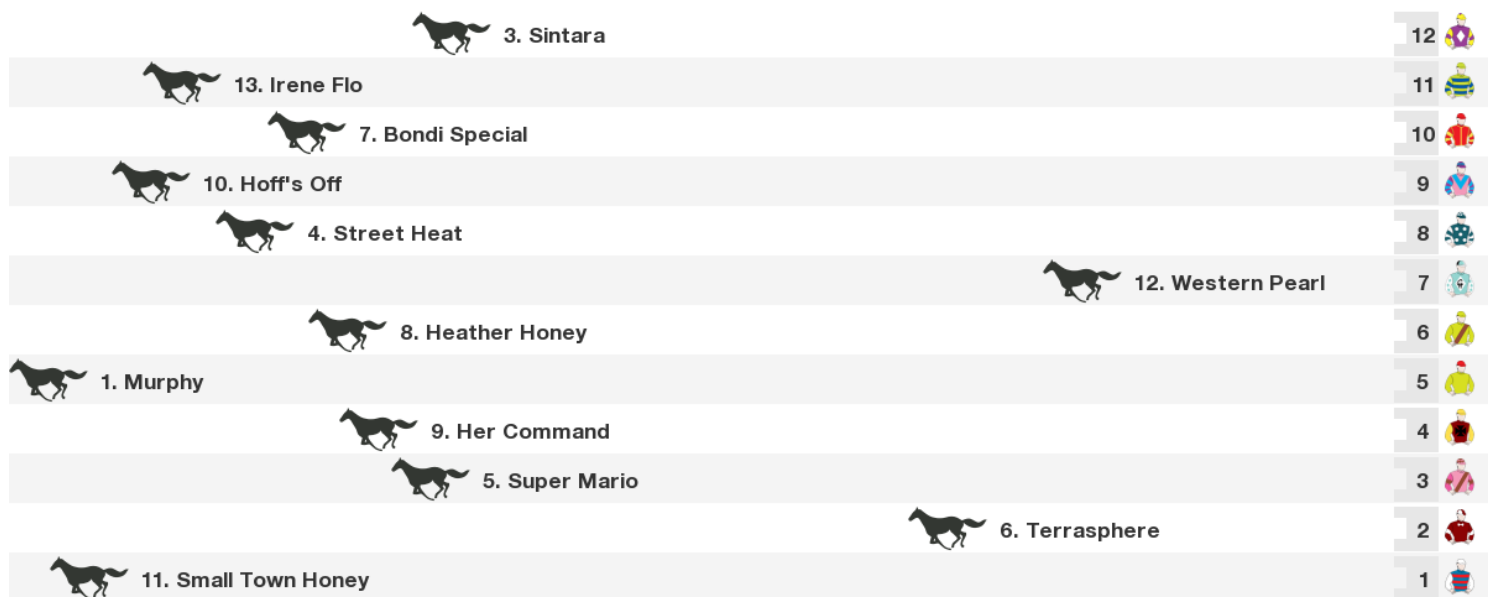 3. Sintara 12
13. Irene Flo 11
7. Bondi Special 10
10. Hoff's Off 9
4. Street Heat 8
12. Western Pearl 7
8. Heather Honey 6
1. Murphy 5
9. Her Command 4
5. Super Mario 3
6. Terrasphere 2
11. Small Town Honey 1